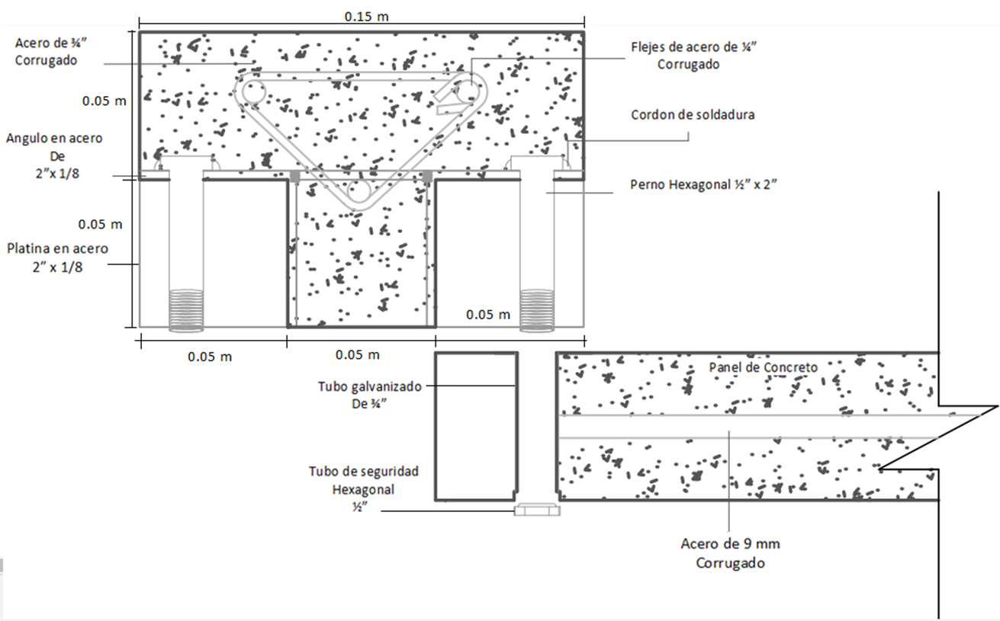 0.15 m
Acero de ¾”
Corrugado
Flejes de acero de ¼”
Corrugado
0.05 m
Cordon de soldadura
Angulo en acero
De
2”x 1/8
Perno Hexagonal ½” x 2”
0.05 m
Platina en acero
2” x 1/8
0.05 m
0.05 m
0.05 m
Panel de Concreto
Tubo galvanizado
De ¾”
Tubo de seguridad
Hexagonal
½”
Acero de 9 mm
Corrugado